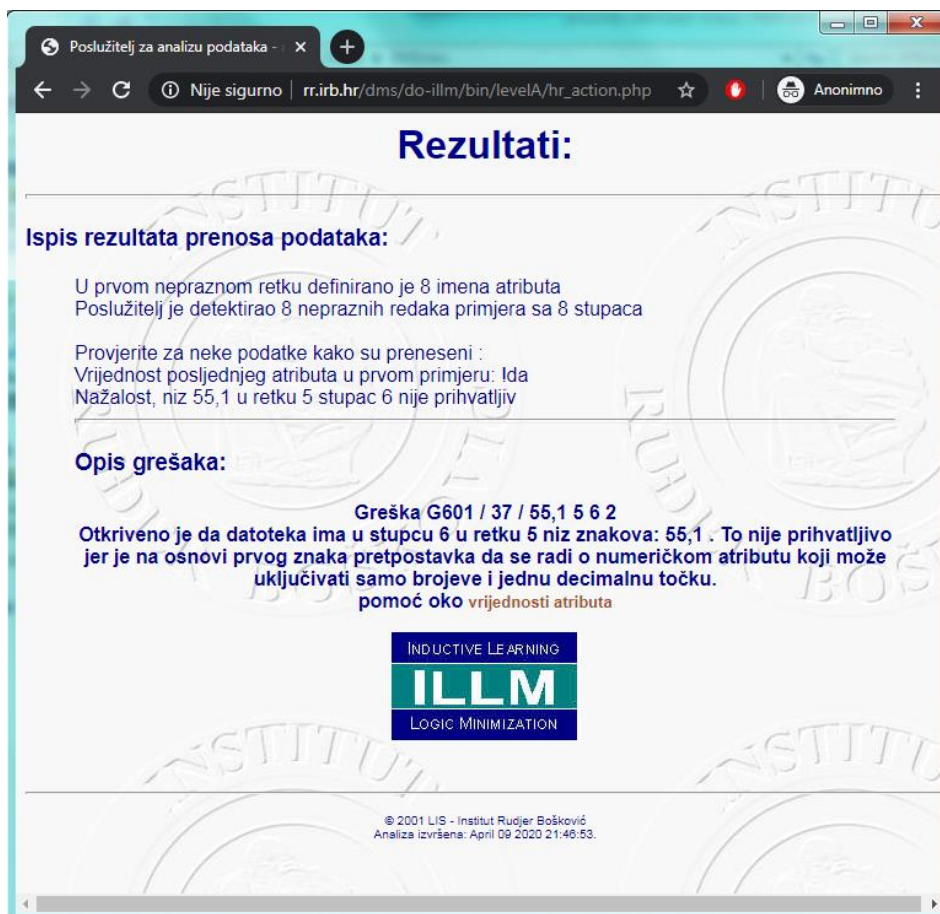 Poslužitelj za analizu podataka -
Nije sigurno | rr.irb.hr/dms/do-illm/bin/levelA/hr_action.php
Anonimno
Rezultati:
Ispis rezultata prenosa podataka:
U prvom nepraznom retku definirano je 8 imena atributa
Poslužitelj je detektirao 8 nepraznih redaka primjera sa 8 stupaca
Provjerite za neke podatke kako su preneseni :
Vrijednost posljednjeg atributa u prvom primjeru: Ida
Nažalost, niz 55,1 u retku 5 stupac 6 nije prihvatljiv
Opis grešaka:
Greška G601 / 37 / 55,1 5 6 2
Otkriveno je da datoteka ima u stupcu 6 u retku 5 niz znakova: 55,1 . To nije prihvatljivo
jer je na osnovi prvog znaka pretpostavka da se radi o numeričkom atributu koji može
uključivati samo brojeve i jednu decimalnu točku.
pomoć oko vrijednosti atributa
INDUCTIVE LEARNING
ILLM
LOGIC MINIMIZATION
© 2001 LIS - Institut Rudjer Bošković
Analiza izvršena: April 09 2020 21:46:53.